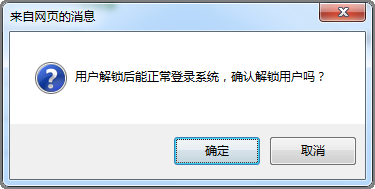 来自网页的消息
用户解锁后能正常登录系统，确认解锁用户吗？
确定
取消